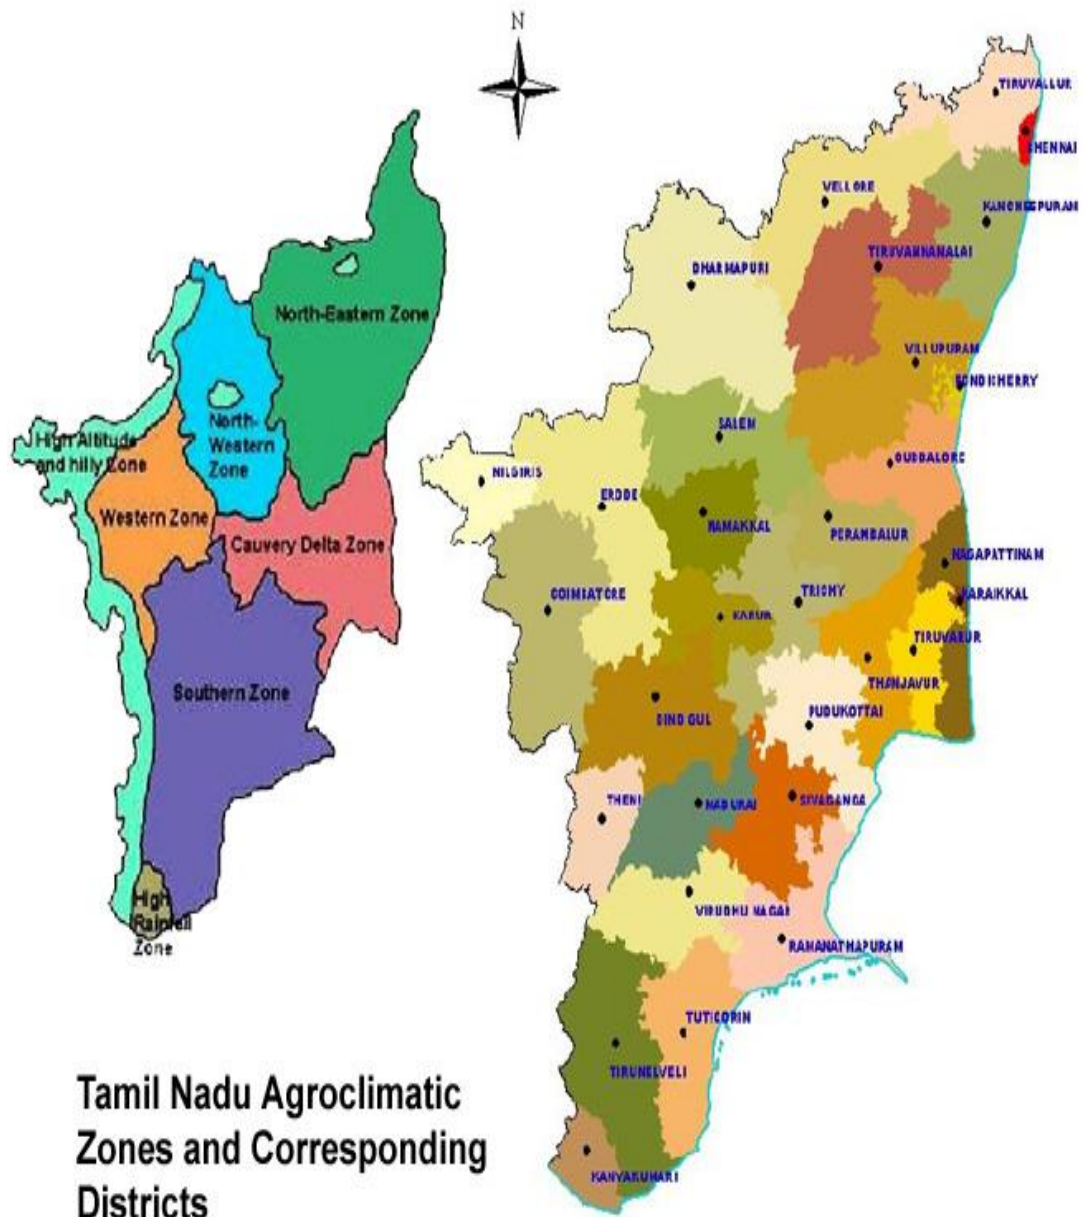 N
North-Eastern Zone
High Altitude
and hilly Zone
North-
Western
Zone
Western Zone
Cauvery Delta Zone
Southern Zone
High
Rainfall
Zone
TIRUVALLUR
CHENNAI
VELLORE
KANCHEEPURAM
TIRUVANNAMALAI
DHARMAPURI
VILLUPURAM
PONDICHERRY
SALEM
CUDDALORE
NILGIRIS
ERODE
NAMAKKAL
PERAMBALUR
NAGAPATTINAM
COIMBATORE
TRICHY
KARAIKKAL
KARUR
TIRUVARUR
THANJAVUR
DINDIGUL
PUDUKOTTAI
THENI
MADURAI
SIVAGANGA
VIRUDHUNAGAR
RAMANATHAPURAM
TUTICORIN
TIRUNELVELI
KANYAKUMARI
Tamil Nadu Agroclimatic
Zones and Corresponding
Districts